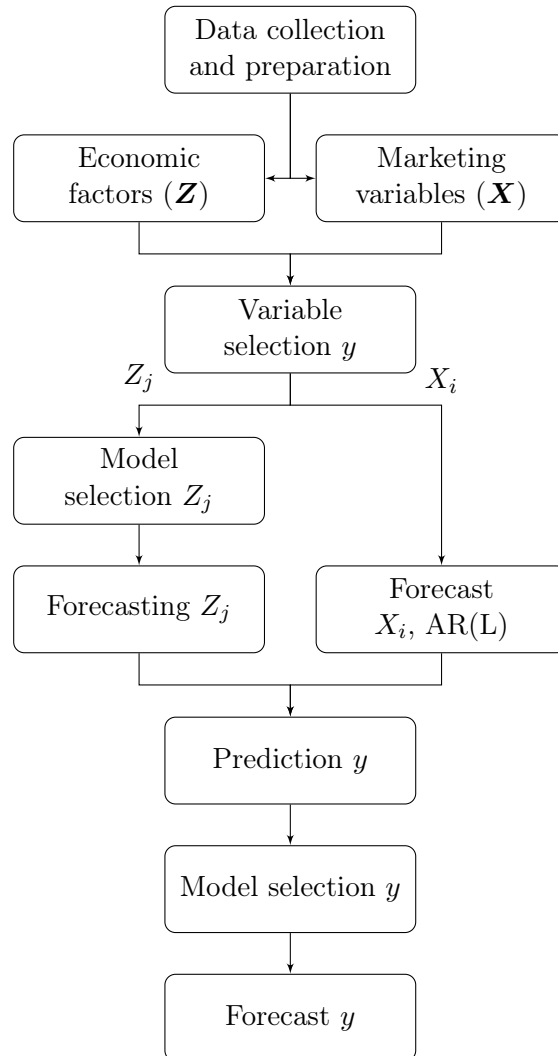 Data collection
and preparation
Economic
factors (Z)
Marketing
variables (X)
Variable
selection y
Z_j
X_i
Model
selection Z_j
Forecasting Z_j
Forecast
X_i, AR(L)
Prediction y
Model selection y
Forecast y